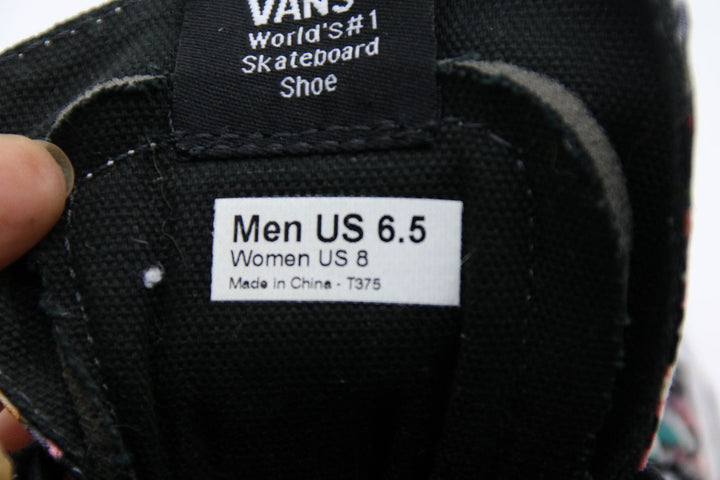 VANS
World's#1
Skateboard
Shoe
Men US 6.5
Women US 8
Made in China - T375